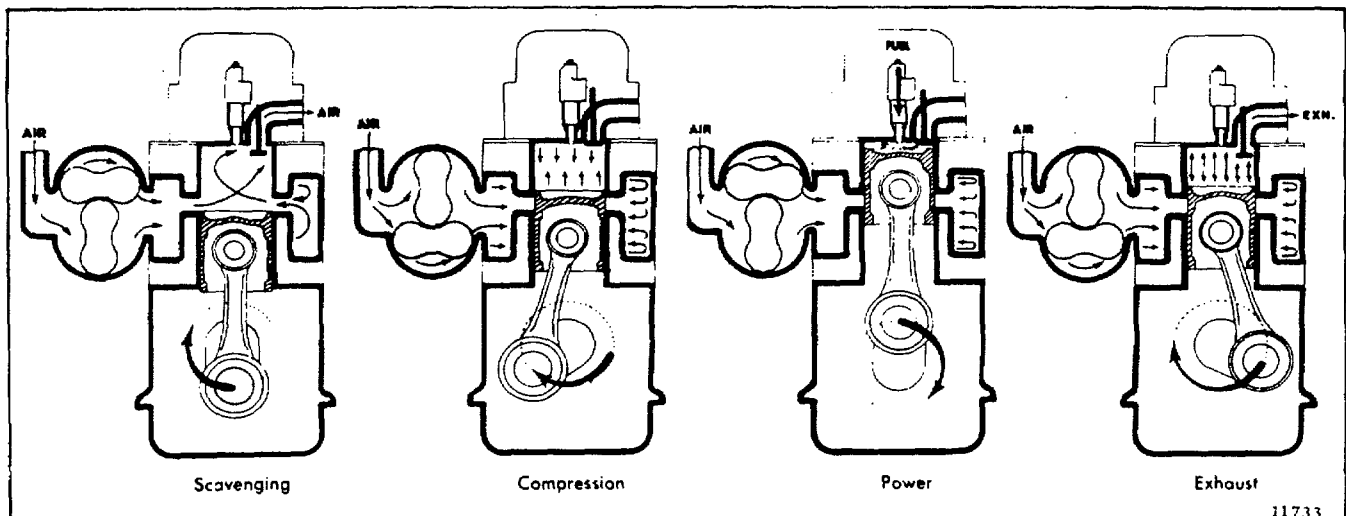 FUEL
AIR
AIR
AIR
AIR
AIR
EXH.
Scavenging
Compression
Power
Exhaust
11733